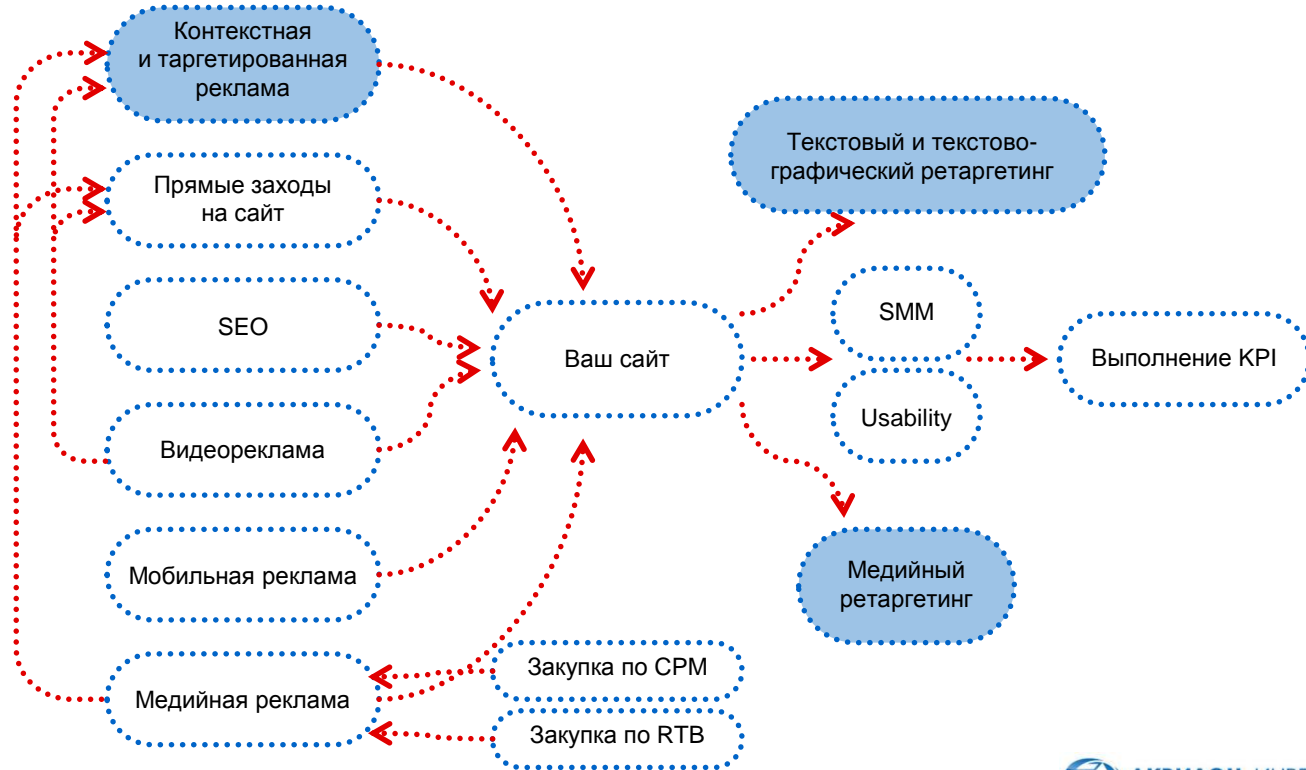 Контекстная
и таргетированная
реклама
Прямые заходы
на сайт
SEO
Видеореклама
Мобильная реклама
Медийная реклама
Ваш сайт
Закупка по CPM
Закупка по RTB
Текстовый и текстово-
графический ретаргетинг
SMM
Usability
Медийный
ретаргетинг
Выполнение KPI